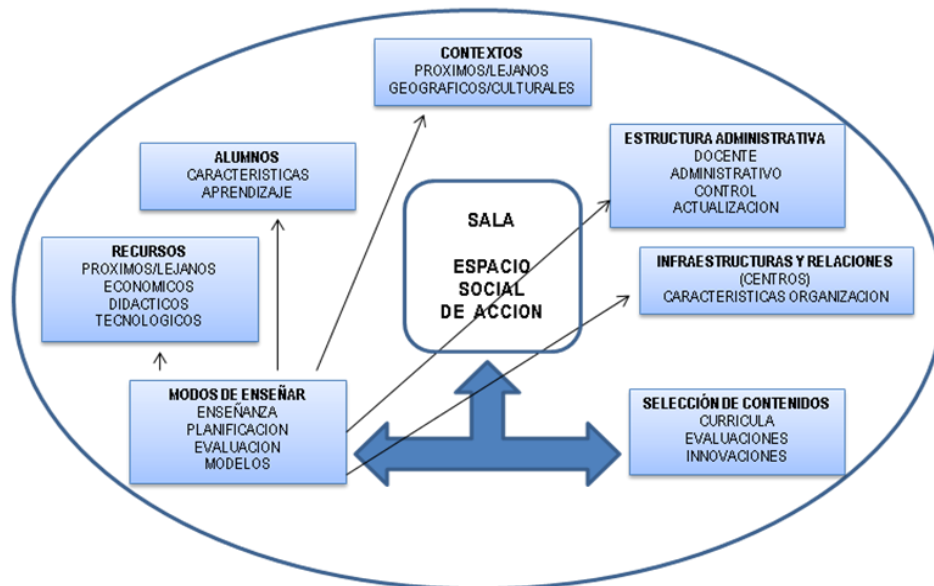 CONTEXTOS
PROXIMOS/LEJANOS
GEOGRAFICOS/CULTURALES
ALUMNOS
CARACTERISTICAS
APRENDIZAJE
ESTRUCTURA ADMINISTRATIVA
DOCENTE
ADMINISTRATIVO
CONTROL
ACTUALIZACION
SALA
ESPACIO
SOCIAL
DE ACCION
RECURSOS
PROXIMOS/LEJANOS
ECONOMICOS
DIDACTICOS
TECNOLOGICOS
INFRAESTRUCTURAS Y RELACIONES
(CENTROS)
CARACTERISTICAS ORGANIZACION
MODOS DE ENSEÑAR
ENSEÑANZA
PLANIFICACION
EVALUACION
MODELOS
SELECCIÓN DE CONTENIDOS
CURRICULA
EVALUACIONES
INNOVACIONES